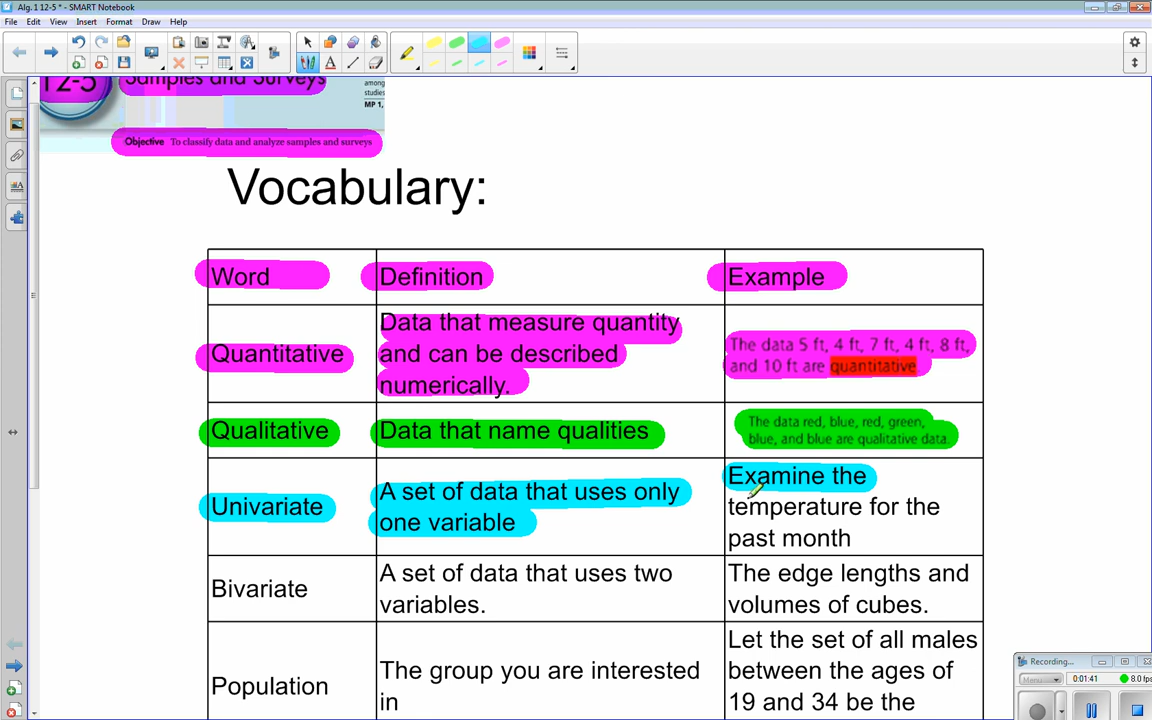 Alg.1 12-5 * - SMART Notebook
File Edit View Insert Format Draw Help
12-5
Samples and Surveys
among
studies
MP 1,
Objective To classify data and analyze samples and surveys
Vocabulary:
Word
Definition
Example
Quantitative
Data that measure quantity
and can be described
numerically.
The data 5 ft, 4 ft, 7 ft, 4 ft, 8 ft,
and 10 ft are quantitative.
Qualitative
Data that name qualities
The data red, blue, red, green,
blue, and blue are qualitative data.
Univariate
A set of data that uses only
one variable
Examine the
temperature for the
past month
Bivariate
A set of data that uses two
variables.
The edge lengths and
volumes of cubes.
Population
The group you are interested
in
Let the set of all males
between the ages of
19 and 34 be the
Recording...
Menu
0:01:41
8.0 fps